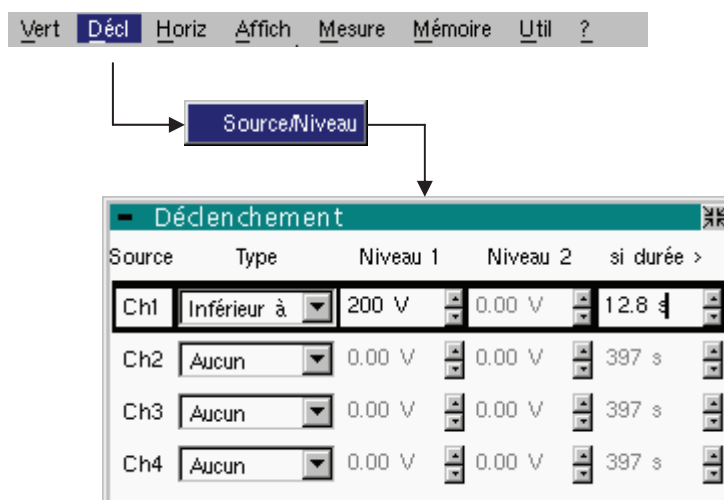 Vert Décl Horiz Affich Mesure Mémoire Util ?
Source/Niveau
Déclenchement
Source Type Niveau 1 Niveau 2 si durée >
Ch1 Inférieur à 200 V 0.00 V 12.8 s
Ch2 Aucun 0.00 V 0.00 V 397 s
Ch3 Aucun 0.00 V 0.00 V 397 s
Ch4 Aucun 0.00 V 0.00 V 397 s